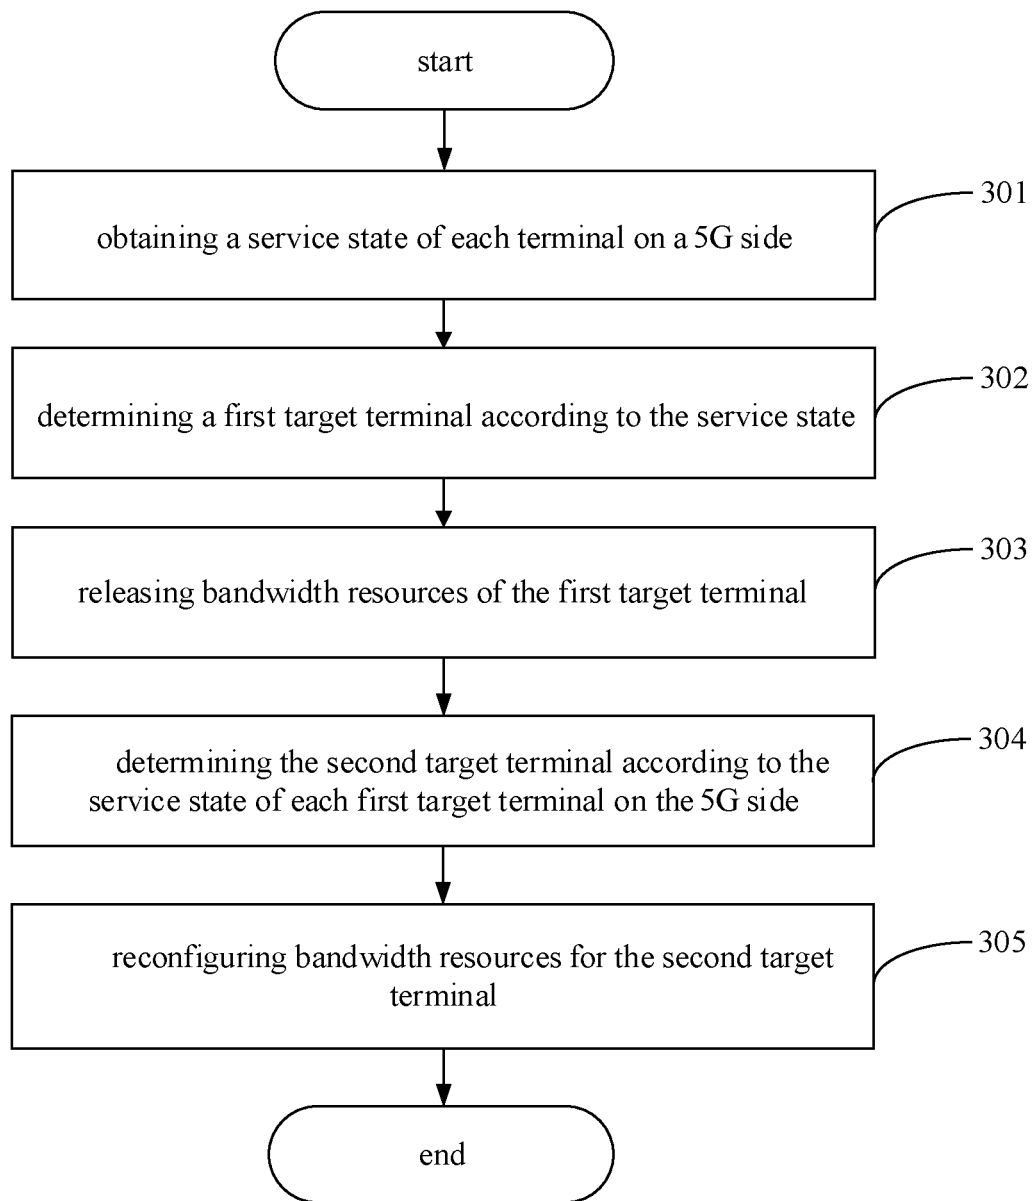 start
301
obtaining a service state of each terminal on a 5G side
302
determining a first target terminal according to the service state
303
releasing bandwidth resources of the first target terminal
304
determining the second target terminal according to the
service state of each first target terminal on the 5G side
305
reconfiguring bandwidth resources for the second target
terminal
end